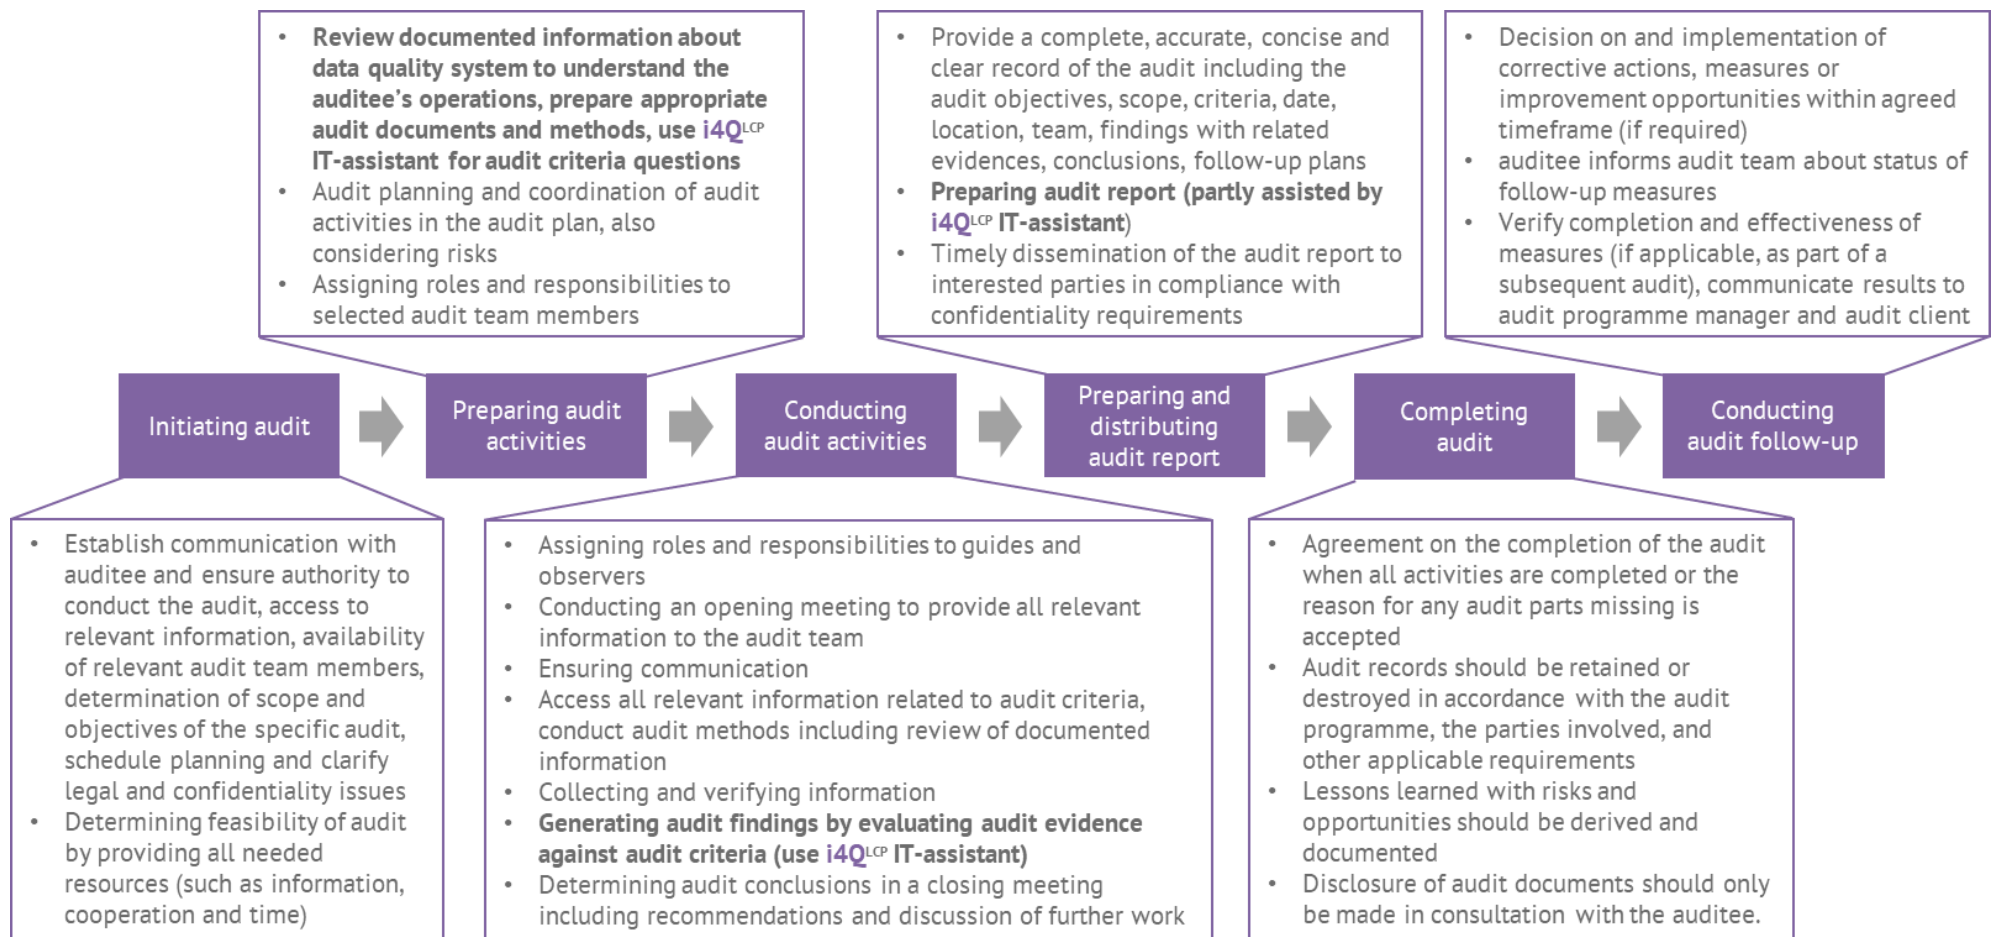 • Review documented information about
data quality system to understand the
auditee's operations, prepare appropriate
audit documents and methods, use i4Q LCP
IT-assistant for audit criteria questions
• Audit planning and coordination of audit
activities in the audit plan, also
considering risks
• Assigning roles and responsibilities to
selected audit team members
• Provide a complete, accurate, concise and
clear record of the audit including the
audit objectives, scope, criteria, date,
location, team, findings with related
evidences, conclusions, follow-up plans
• Preparing audit report (partly assisted by
i4Q LCP IT-assistant)
• Timely dissemination of the audit report to
interested parties in compliance with
confidentiality requirements
• Decision on and implementation of
corrective actions, measures or
improvement opportunities within agreed
timeframe (if required)
• auditee informs audit team about status of
follow-up measures
• Verify completion and effectiveness of
measures (if applicable, as part of a
subsequent audit), communicate results to
audit programme manager and audit client
Initiating audit
Preparing audit
activities
Conducting
audit activities
Preparing and
distributing
audit report
Completing
audit
Conducting
audit follow-up
• Establish communication with
auditee and ensure authority to
conduct the audit, access to
relevant information, availability
of relevant audit team members,
determination of scope and
objectives of the specific audit,
schedule planning and clarify
legal and confidentiality issues
• Determining feasibility of audit
by providing all needed
resources (such as information,
cooperation and time)
• Assigning roles and responsibilities to guides and
observers
• Conducting an opening meeting to provide all relevant
information to the audit team
• Ensuring communication
• Access all relevant information related to audit criteria,
conduct audit methods including review of documented
information
• Collecting and verifying information
• Generating audit findings by evaluating audit evidence
against audit criteria (use i4Q LCP IT-assistant)
• Determining audit conclusions in a closing meeting
including recommendations and discussion of further work
• Agreement on the completion of the audit
when all activities are completed or the
reason for any audit parts missing is
accepted
• Audit records should be retained or
destroyed in accordance with the audit
programme, the parties involved, and
other applicable requirements
• Lessons learned with risks and
opportunities should be derived and
documented
• Disclosure of audit documents should only
be made in consultation with the auditee.